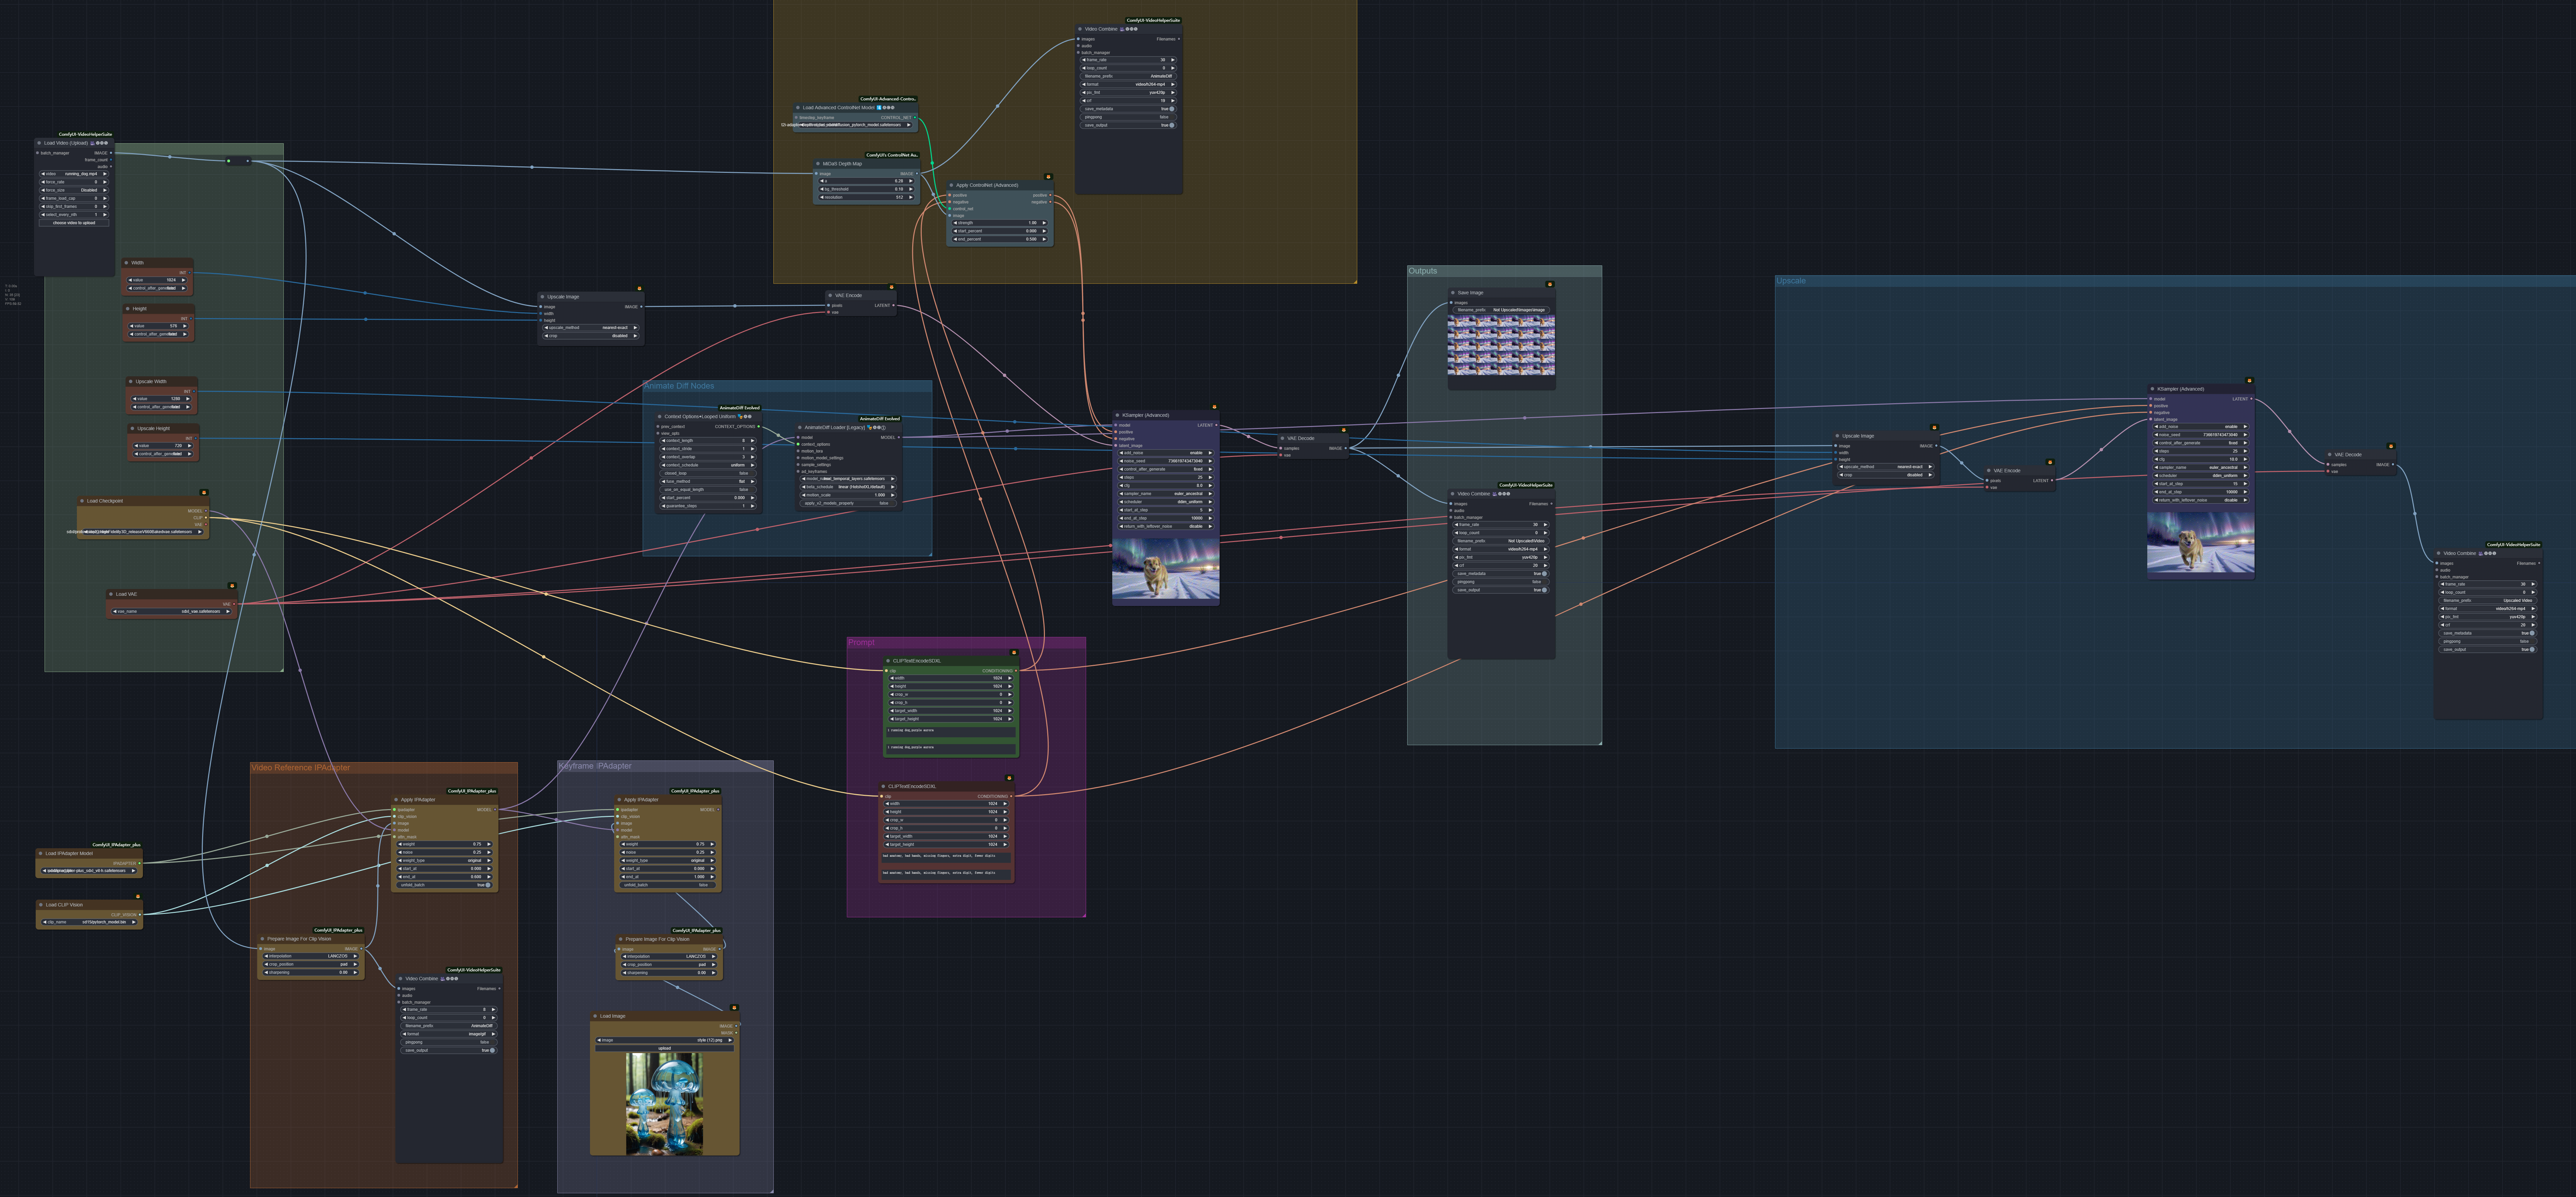 ComfyUI-VideoHelperSuite
Load Video (Upload)
batch_manager IMAGE
frame_count
audio
video running_dog.mp4
force_rate 0
force_size Disabled
frame_load_cap 0
skip_first_frames 0
select_every_nth 1
choose video to upload
Width
INT
value 1024
Height
INT
value 576
Upscale Width
INT
value 1280
Upscale Height
INT
value 720
Load Checkpoint
MODEL
CLIP
VAE
Load VAE
VAE
vae_name sdxl_vae.safetensors
ComfyUI-Advanced-Contro..
Load Advanced ControlNet Model
timestep_keyframe CONTROL_NET
ComfyUI's ControlNet Au..
MiDaS Depth Map
image IMAGE
a 6.28
bg_threshold 0.10
resolution 512
Apply ControlNet (Advanced)
positive positive
negative negative
control_net
image
strength 1.00
start_percent 0.000
end_percent 0.500
ComfyUI-VideoHelperSuite
Video Combine
images Filenames
audio
batch_manager
frame_rate 30
loop_count 0
filename_prefix AnimateDiff
format video/h264-mp4
pix_fmt yuv420p
crf 18
save_metadata true
pingpong false
save_output true
Upscale Image
image IMAGE
width
height
upscale_method nearest-exact
crop disabled
VAE Encode
pixels LATENT
vae
Animate Diff Nodes
AnimateDiff Evolved
Context Options◆Looped Uniform
prev_context CONTEXT_OPTIONS
view_opts
context_length 8
context_stride 1
context_overlap 3
context_schedule uniform
closed_loop false
fuse_method flat
use_on_equal_length false
start_percent 0.000
guarantee_steps 1
AnimateDiff Evolved
AnimateDiff Loader [Legacy]
model MODEL
context_options
motion_lora
motion_model_settings
sample_settings
ad_keyframes
beta_schedule linear (HotshotXL/default)
motion_scale 1.000
apply_v2_models_properly false
KSampler (Advanced)
model LATENT
positive
negative
latent_image
add_noise enable
control_after_generate fixed
steps 25
cfg 8.0
sampler_name euler_ancestral
scheduler ddim_uniform
start_at_step 5
end_at_step 10000
return_with_leftover_noise disable
VAE Decode
samples IMAGE
vae
Outputs
Save Image
images
filename_prefix Not Upscaled\Images\image
ComfyUI-VideoHelperSuite
Video Combine
images Filenames
audio
batch_manager
frame_rate 30
loop_count 0
filename_prefix Not Upscaled\Video
format video/h264-mp4
pix_fmt yuv420p
crf 20
save_metadata true
pingpong false
save_output true
Upscale
Upscale Image
image IMAGE
width
height
upscale_method nearest-exact
crop disabled
VAE Encode
pixels LATENT
vae
KSampler (Advanced)
model LATENT
positive
negative
latent_image
add_noise enable
control_after_generate fixed
steps 25
cfg 10.0
sampler_name euler_ancestral
scheduler ddim_uniform
start_at_step 15
end_at_step 10000
return_with_leftover_noise disable
VAE Decode
samples IMAGE
vae
ComfyUI-VideoHelperSuite
Video Combine
images Filenames
audio
batch_manager
frame_rate 30
loop_count 0
filename_prefix Upscaled Video
format video/h264-mp4
pix_fmt yuv420p
crf 20
save_metadata true
pingpong false
save_output true
Prompt
CLIPTextEncodeSDXL
clip CONDITIONING
width 1024
height 1024
crop_w 0
crop_h 0
target_width 1024
target_height 1024
CLIPTextEncodeSDXL
clip CONDITIONING
width 1024
height 1024
crop_w 0
crop_h 0
target_width 1024
target_height 1024
bad anatomy, bad hands, missing fingers, extra digit, fewer digits
bad anatomy, bad hands, missing fingers, extra digit, fewer digits
ComfyUI_IPAdapter_plus
Load IPAdapter Model
IPADAPTER
Load CLIP Vision
CLIP_VISION
clip_name sd15\pytorch_model.bin
Video Reference IPAdapter
ComfyUI_IPAdapter_plus
Apply IPAdapter
ipadapter MODEL
clip_vision
image
model
attn_mask
weight 0.75
noise 0.25
weight_type original
start_at 0.000
end_at 0.600
unfold_batch true
ComfyUI_IPAdapter_plus
Prepare Image For Clip Vision
image IMAGE
interpolation LANCZOS
crop_position pad
sharpening 0.00
ComfyUI-VideoHelperSuite
Video Combine
images Filenames
audio
batch_manager
frame_rate 8
loop_count 0
filename_prefix AnimateDiff
format image/gif
pingpong false
save_output true
Keyframe IPAdapter
ComfyUI_IPAdapter_plus
Apply IPAdapter
ipadapter MODEL
clip_vision
image
model
attn_mask
weight 0.75
noise 0.25
weight_type original
start_at 0.000
end_at 1.000
unfold_batch false
ComfyUI_IPAdapter_plus
Prepare Image For Clip Vision
image IMAGE
interpolation LANCZOS
crop_position pad
sharpening 0.00
Load Image
IMAGE
MASK
image style (12).png
upload